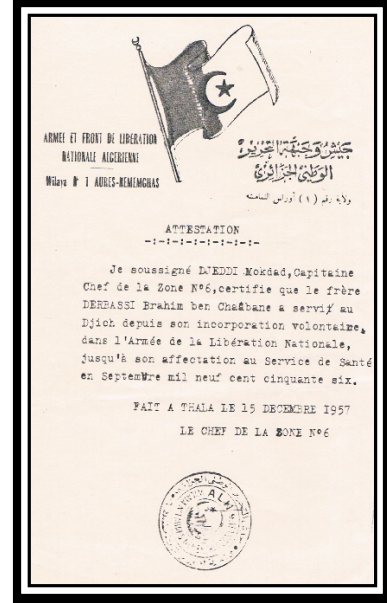 ARMEE ET FRONT DE LIBERATION
NATIONALE ALGERIENNE
Wilaya N° 1 AURES-NEMEMCHAS
جيش وجبهة التحرير
الوطني الجزائري
ولاية رقم (١) أوراس النمامشه
ATTESTATION
-:-:-:-:-:-:-:-:-
Je soussigné DJEDDI Mokdad,Capitaine
Chef de la Zone N°6,certifie que le frère
DERBASSI Brahim ben Chaâbane a servi au
Djich depuis son incorporation volontaire,
dans l'Armée de la Libération Nationale,
jusqu'à son affectation au Service de Santé
en Septembre mil neuf cent cinquante six.
FAIT A THALA LE 15 DECEMBRE 1957
LE CHEF DE LA ZONE N°6
ALN